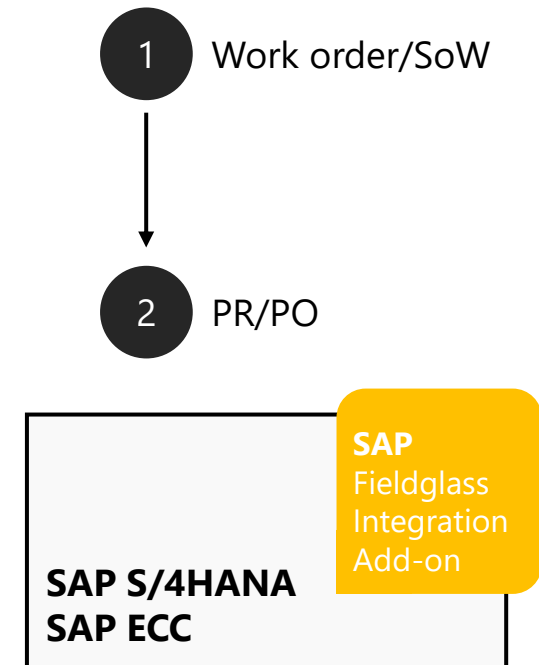 1 Work order/SoW
2 PR/PO
SAP
Fieldglass
Integration
Add-on
SAP S/4HANA
SAP ECC